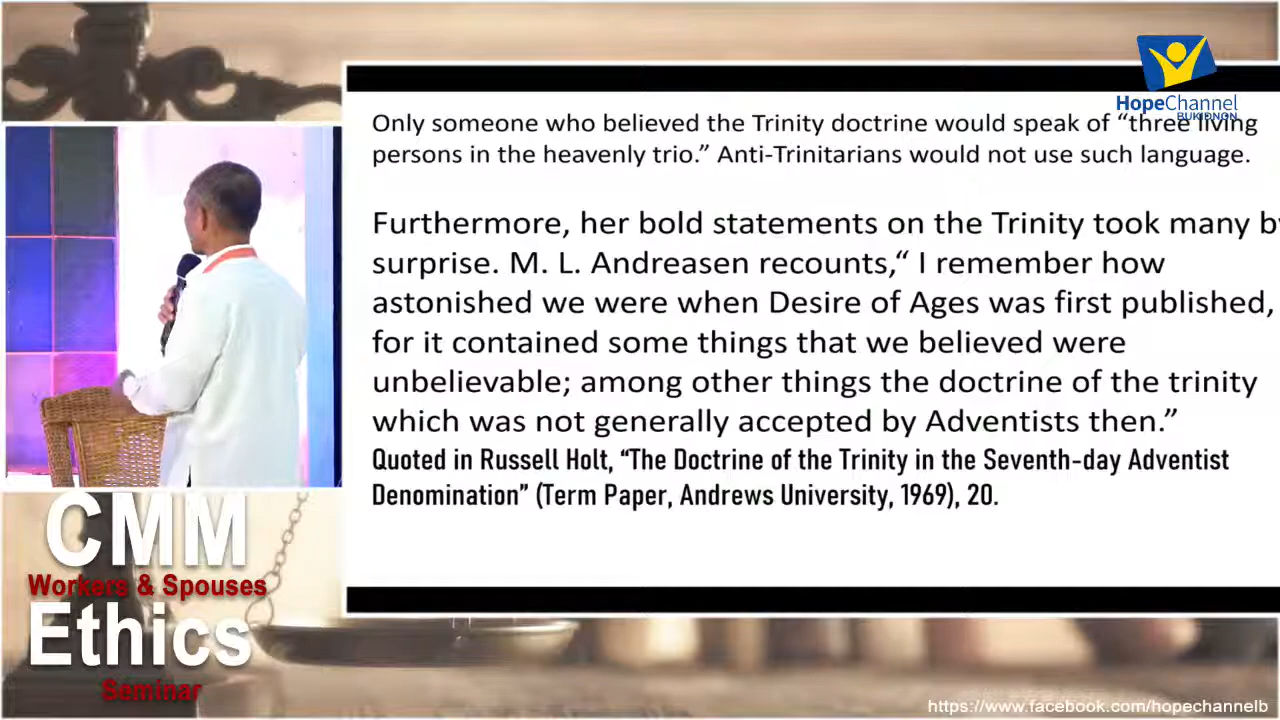 HopeChannel
BUKIDNON
Only someone who believed the Trinity doctrine would speak of “three living
persons in the heavenly trio.” Anti-Trinitarians would not use such language.
Furthermore, her bold statements on the Trinity took many by
surprise. M. L. Andreasen recounts,“ I remember how
astonished we were when Desire of Ages was first published,
for it contained some things that we believed were
unbelievable; among other things the doctrine of the trinity
which was not generally accepted by Adventists then.”
Quoted in Russell Holt, “The Doctrine of the Trinity in the Seventh-day Adventist
Denomination” (Term Paper, Andrews University, 1969), 20.
CMM
Workers & Spouses
Ethics
Seminar
https://www.facebook.com/hopechannelb